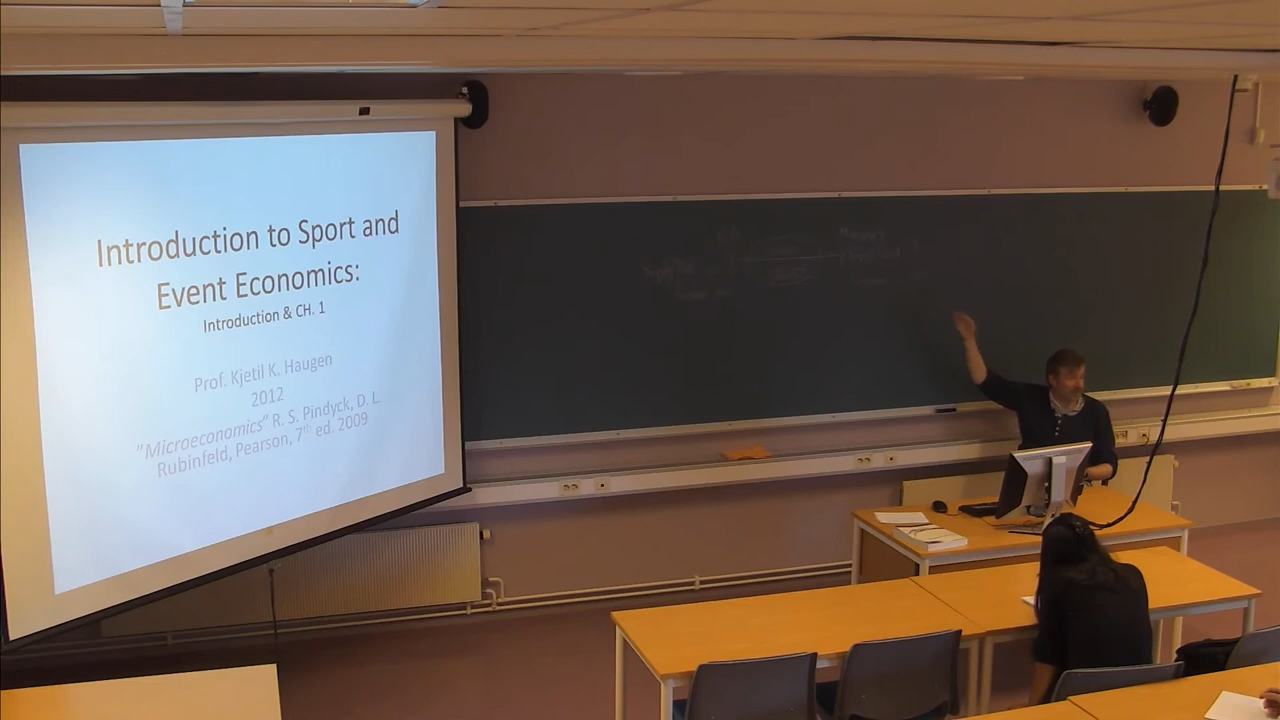 Introduction to Sport and
Event Economics:
Introduction & CH. 1
Prof. Kjetil K. Haugen
2012
"Microeconomics" R. S. Pindyck, D. L.
Rubinfeld, Pearson, 7th ed. 2009